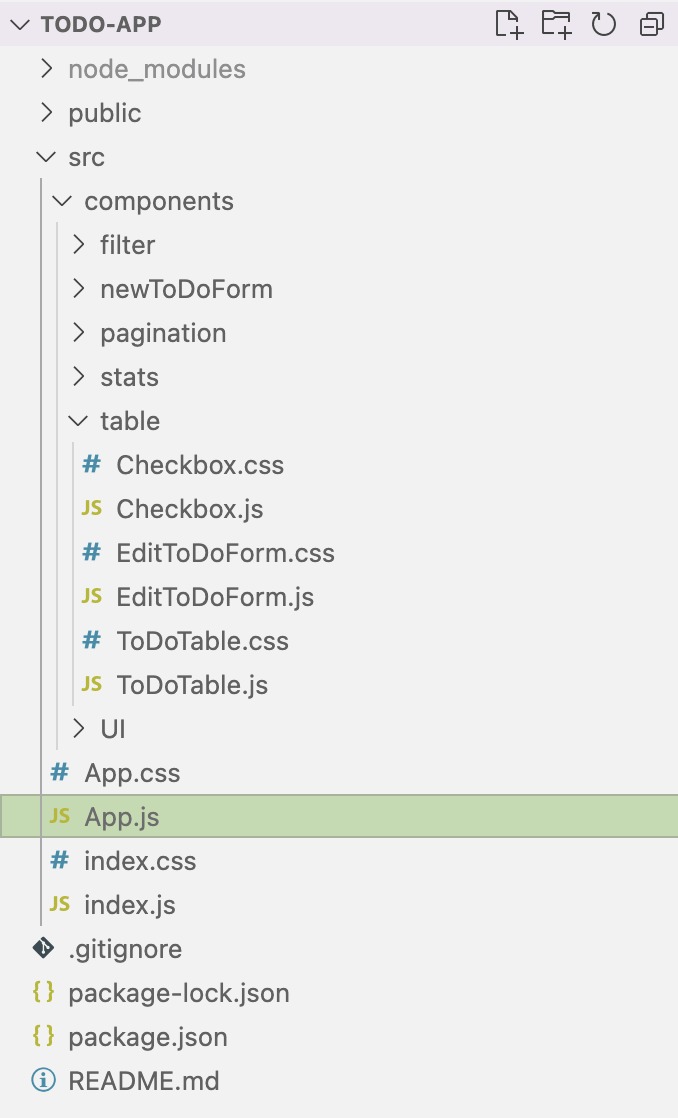 TODO-APP
node_modules
public
src
components
filter
newToDoForm
pagination
stats
table
# Checkbox.css
JS Checkbox.js
# EditToDoForm.css
JS EditToDoForm.js
# ToDoTable.css
JS ToDoTable.js
UI
# App.css
JS App.js
# index.css
JS index.js
.gitignore
{} package-lock.json
{} package.json
README.md